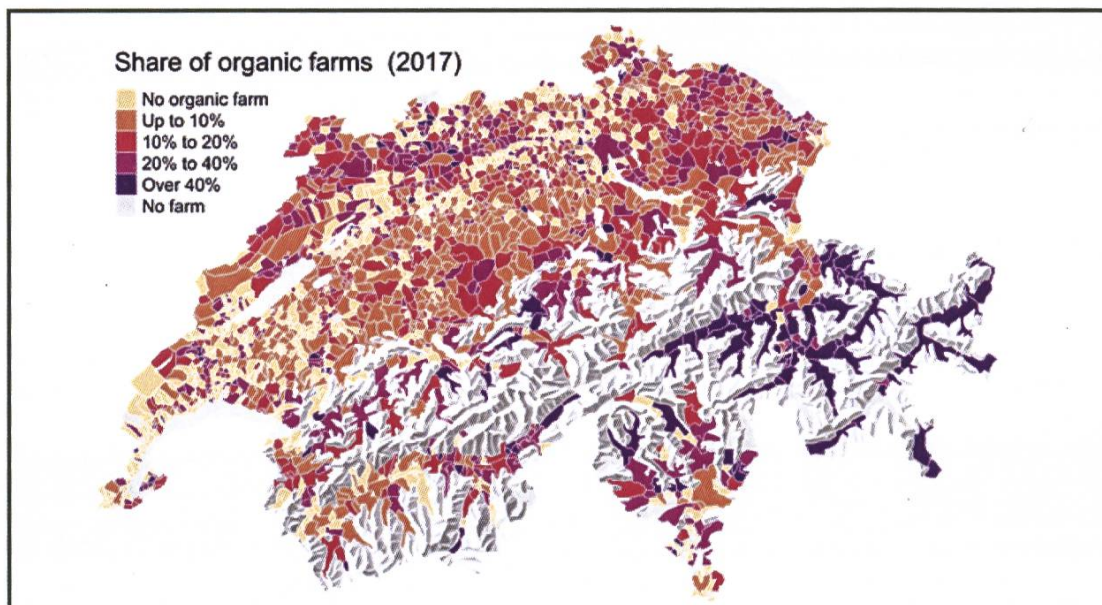 Share of organic farms (2017)
No organic farm
Up to 10%
10% to 20%
20% to 40%
Over 40%
No farm